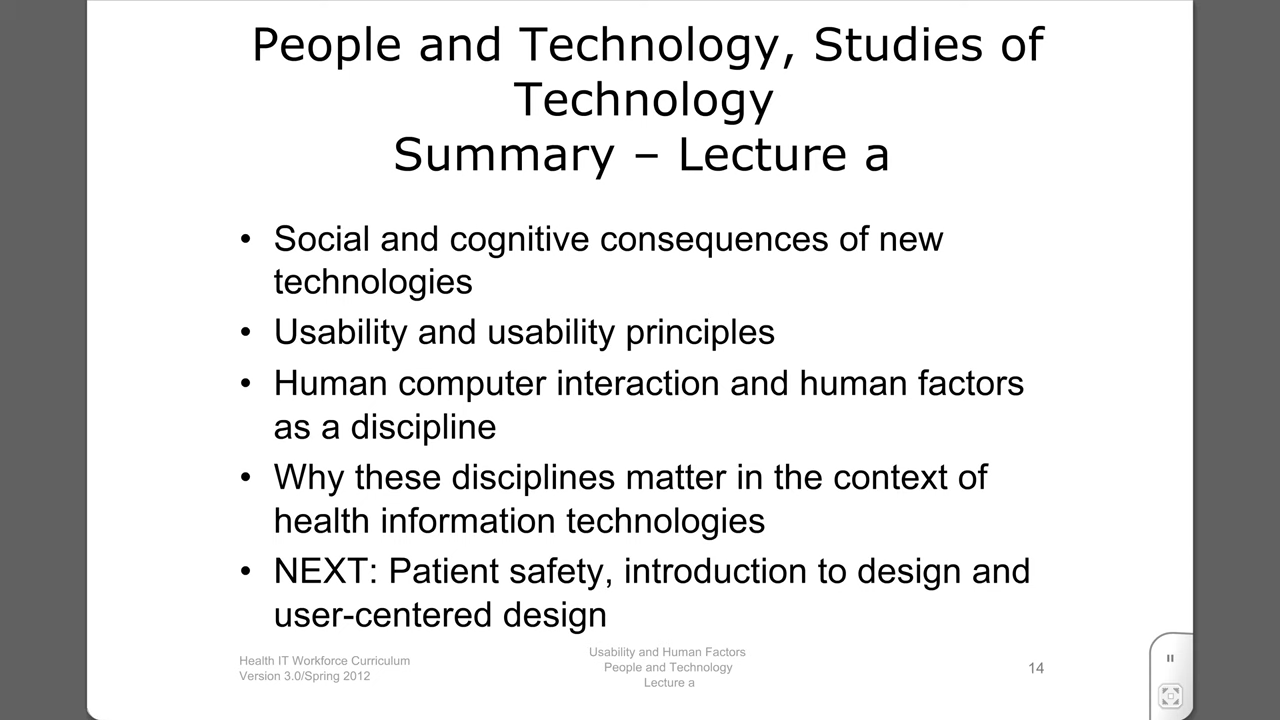 People and Technology, Studies of
Technology
Summary – Lecture a
• Social and cognitive consequences of new
technologies
• Usability and usability principles
• Human computer interaction and human factors
as a discipline
• Why these disciplines matter in the context of
health information technologies
• NEXT: Patient safety, introduction to design and
user-centered design
Health IT Workforce Curriculum
Version 3.0/Spring 2012
Usability and Human Factors
People and Technology
Lecture a
14